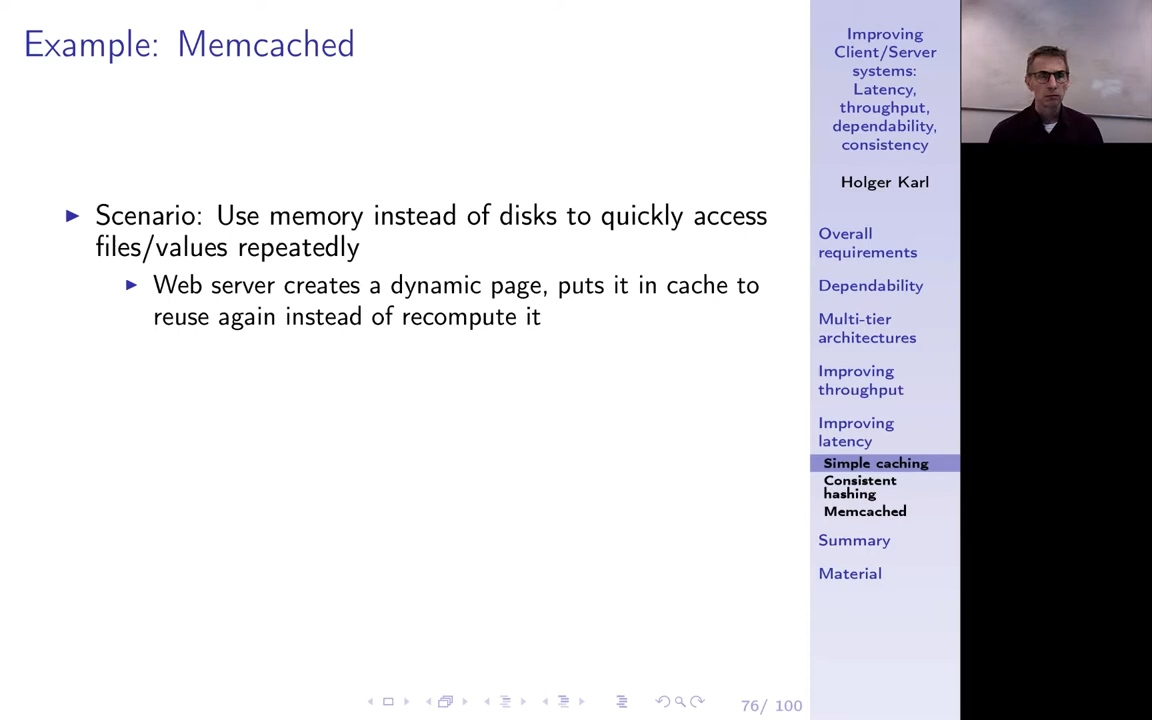 Example: Memcached
Scenario: Use memory instead of disks to quickly access
files/values repeatedly
Web server creates a dynamic page, puts it in cache to
reuse again instead of recompute it
Improving
Client/Server
systems:
Latency,
throughput,
dependability,
consistency
Holger Karl
Overall
requirements
Dependability
Multi-tier
architectures
Improving
throughput
Improving
latency
Simple caching
Consistent
hashing
Memcached
Summary
Material
76/ 100